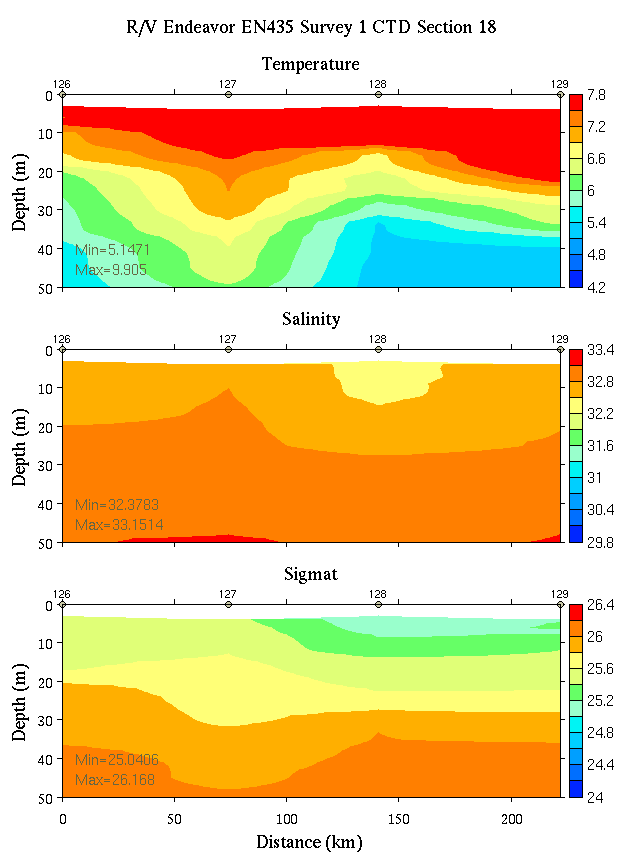 R/V Endeavor EN435 Survey 1 CTD Section 18
Temperature
126 127 128 129
0
10
20
30
40
50
Depth (m)
Min=5.1471
Max=9.905
7.8
7.2
6.6
6
5.4
4.8
4.2
Salinity
126 127 128 129
0
10
20
30
40
50
Depth (m)
Min=32.3783
Max=33.1514
33.4
32.8
32.2
31.6
31
30.4
29.8
Sigmat
126 127 128 129
0
10
20
30
40
50
Depth (m)
Min=25.0406
Max=26.168
26.4
26
25.6
25.2
24.8
24.4
24
0 50 100 150 200
Distance (km)